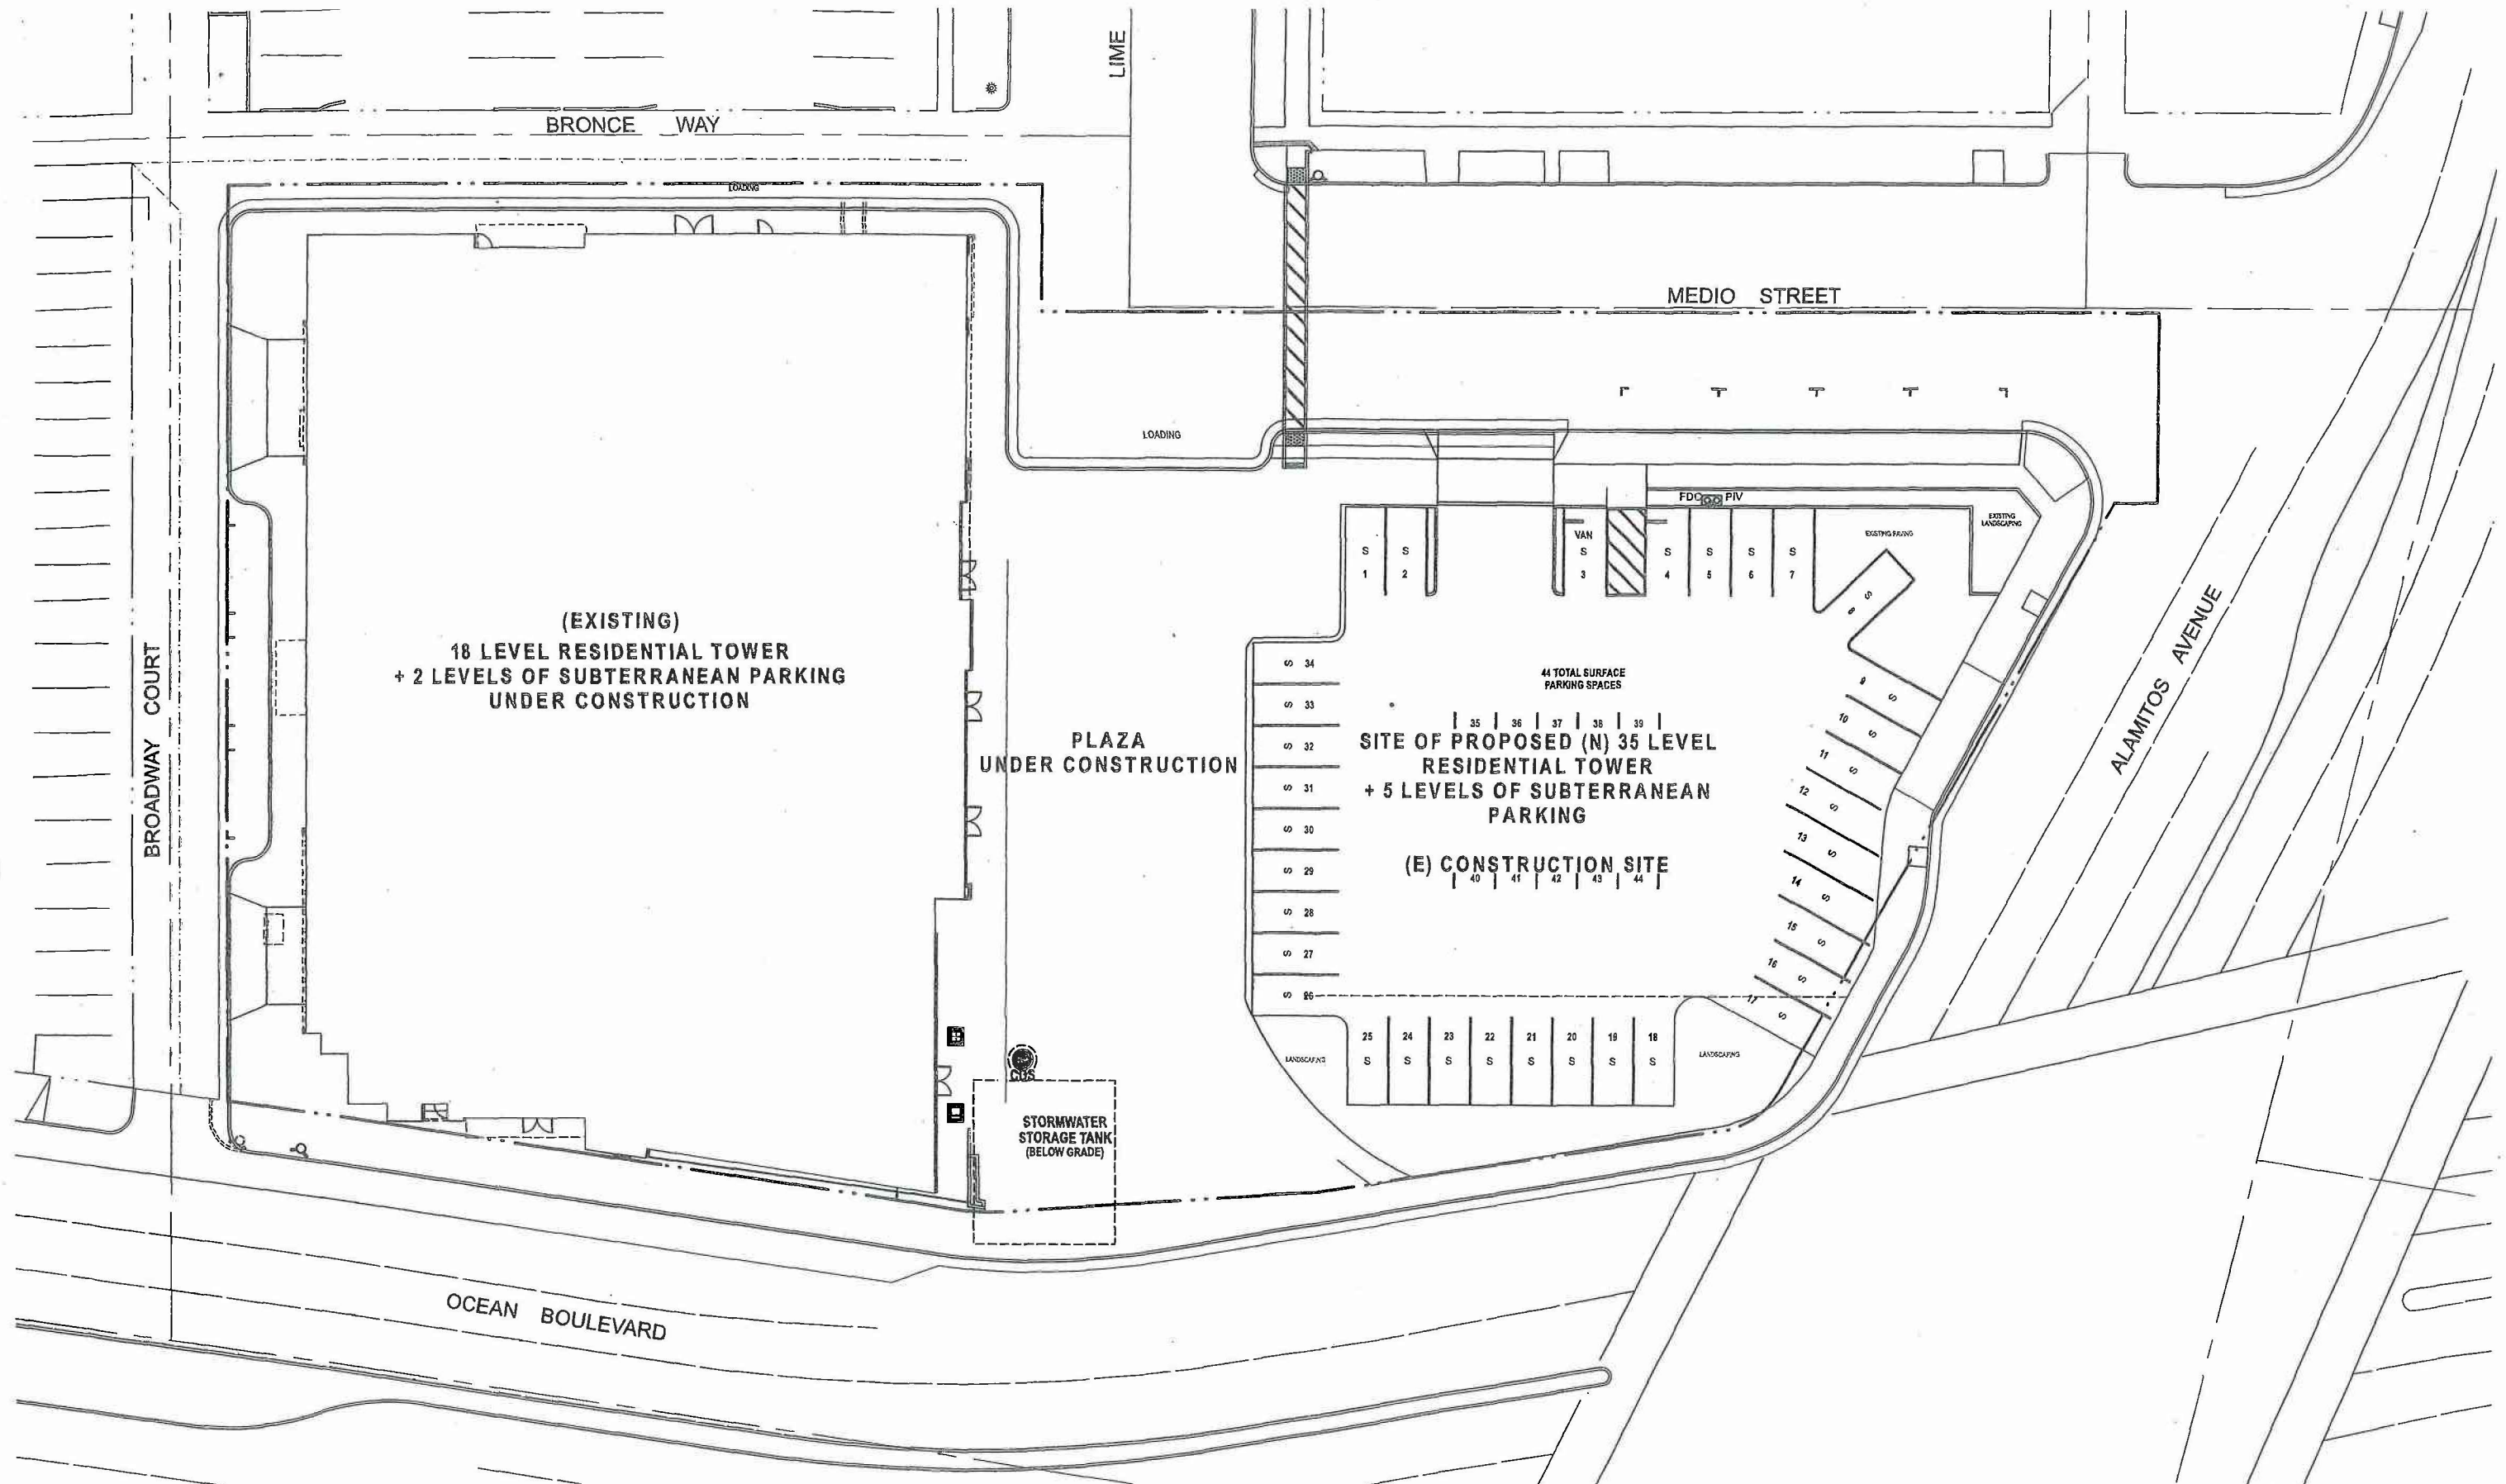 LIME
BRONCE WAY
LOADING
MEDIO STREET
LOADING
FDC PIV
EXISTING
LANDSCAPING
EXISTING PAVING
VAN
S S S S S S S
1 2 3 4 5 6 7
S
8
(EXISTING)
18 LEVEL RESIDENTIAL TOWER
+ 2 LEVELS OF SUBTERRANEAN PARKING
UNDER CONSTRUCTION
BROADWAY COURT
PLAZA
UNDER CONSTRUCTION
44 TOTAL SURFACE
PARKING SPACES
35 36 37 38 39
SITE OF PROPOSED (N) 35 LEVEL
RESIDENTIAL TOWER
+ 5 LEVELS OF SUBTERRANEAN
PARKING
(E) CONSTRUCTION SITE
40 41 42 43 44
S 34
S 33
S 32
S 31
S 30
S 29
S 28
S 27
S 26
9 S
10 S
11 S
12 S
13 S
14 S
15 S
16 S
17 S
25 24 23 22 21 20 19 18
S S S S S S S S
LANDSCAPING
LANDSCAPING
ALAMITOS AVENUE
CDS
STORMWATER
STORAGE TANK
(BELOW GRADE)
OCEAN BOULEVARD